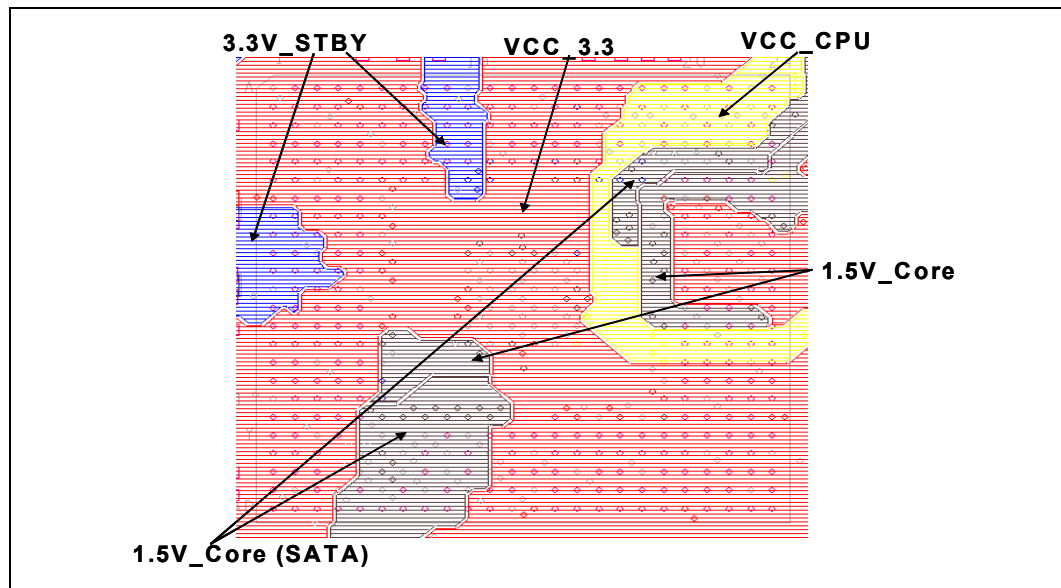 3.3V_STBY
VCC_3.3
VCC_CPU
1.5V_Core
1.5V_Core (SATA)